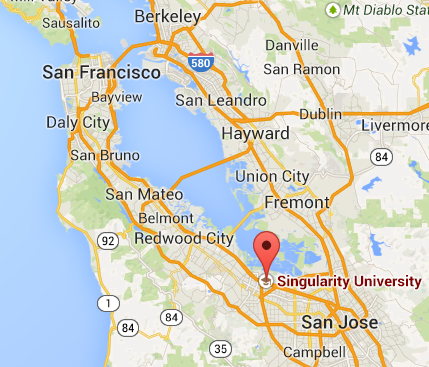 Sausalito
Berkeley
Mt Diablo Stat
Danville
San Francisco
580
San Ramon
Bayview
San Leandro
Daly City
Dublin
Hayward
Livermore
San Bruno
84
Union City
San Mateo
Fremont
Belmont
92
Redwood City
Singularity University
1
84
84
San Jose
35
Campbell